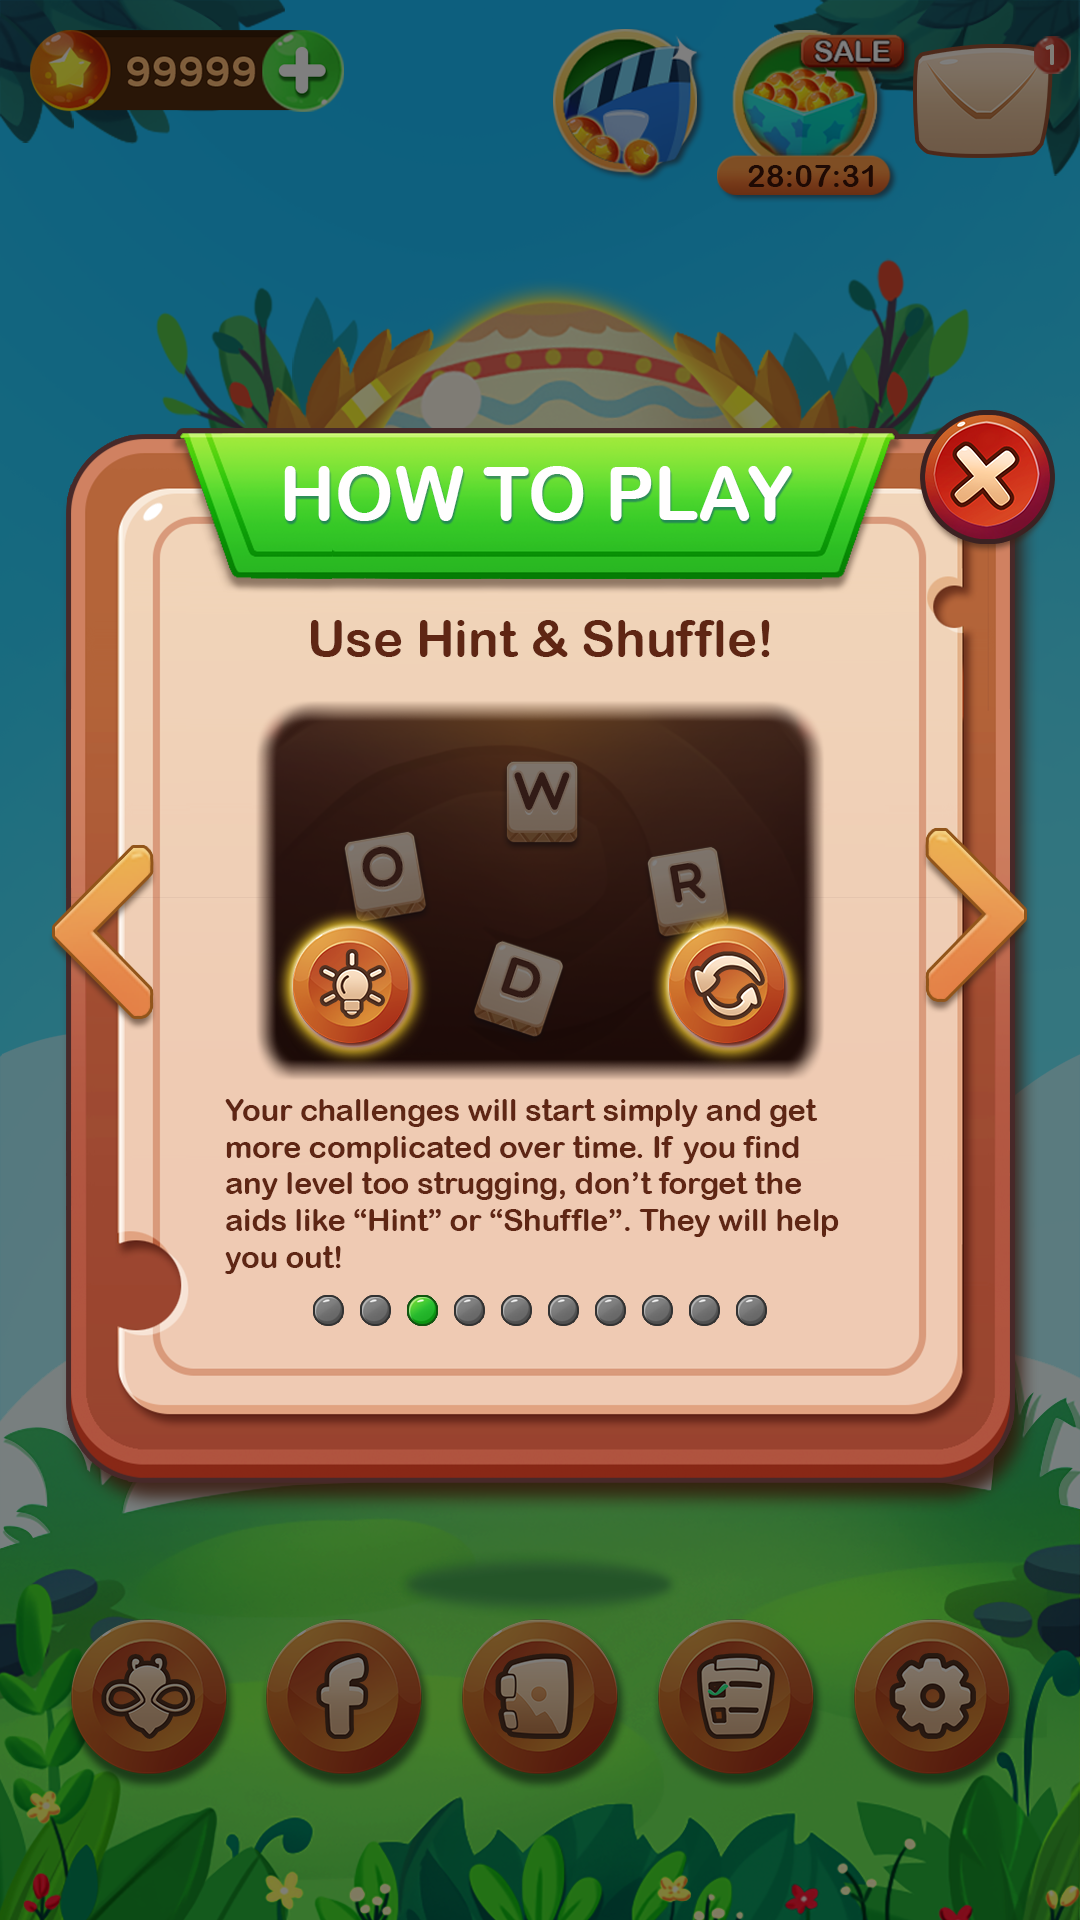 99999
SALE
1
28:07:31
HOW TO PLAY
Use Hint & Shuffle!
W
O
R
D
Your challenges will start simply and get
more complicated over time. If you find
any level too strugging, don’t forget the
aids like “Hint” or “Shuffle”. They will help
you out!